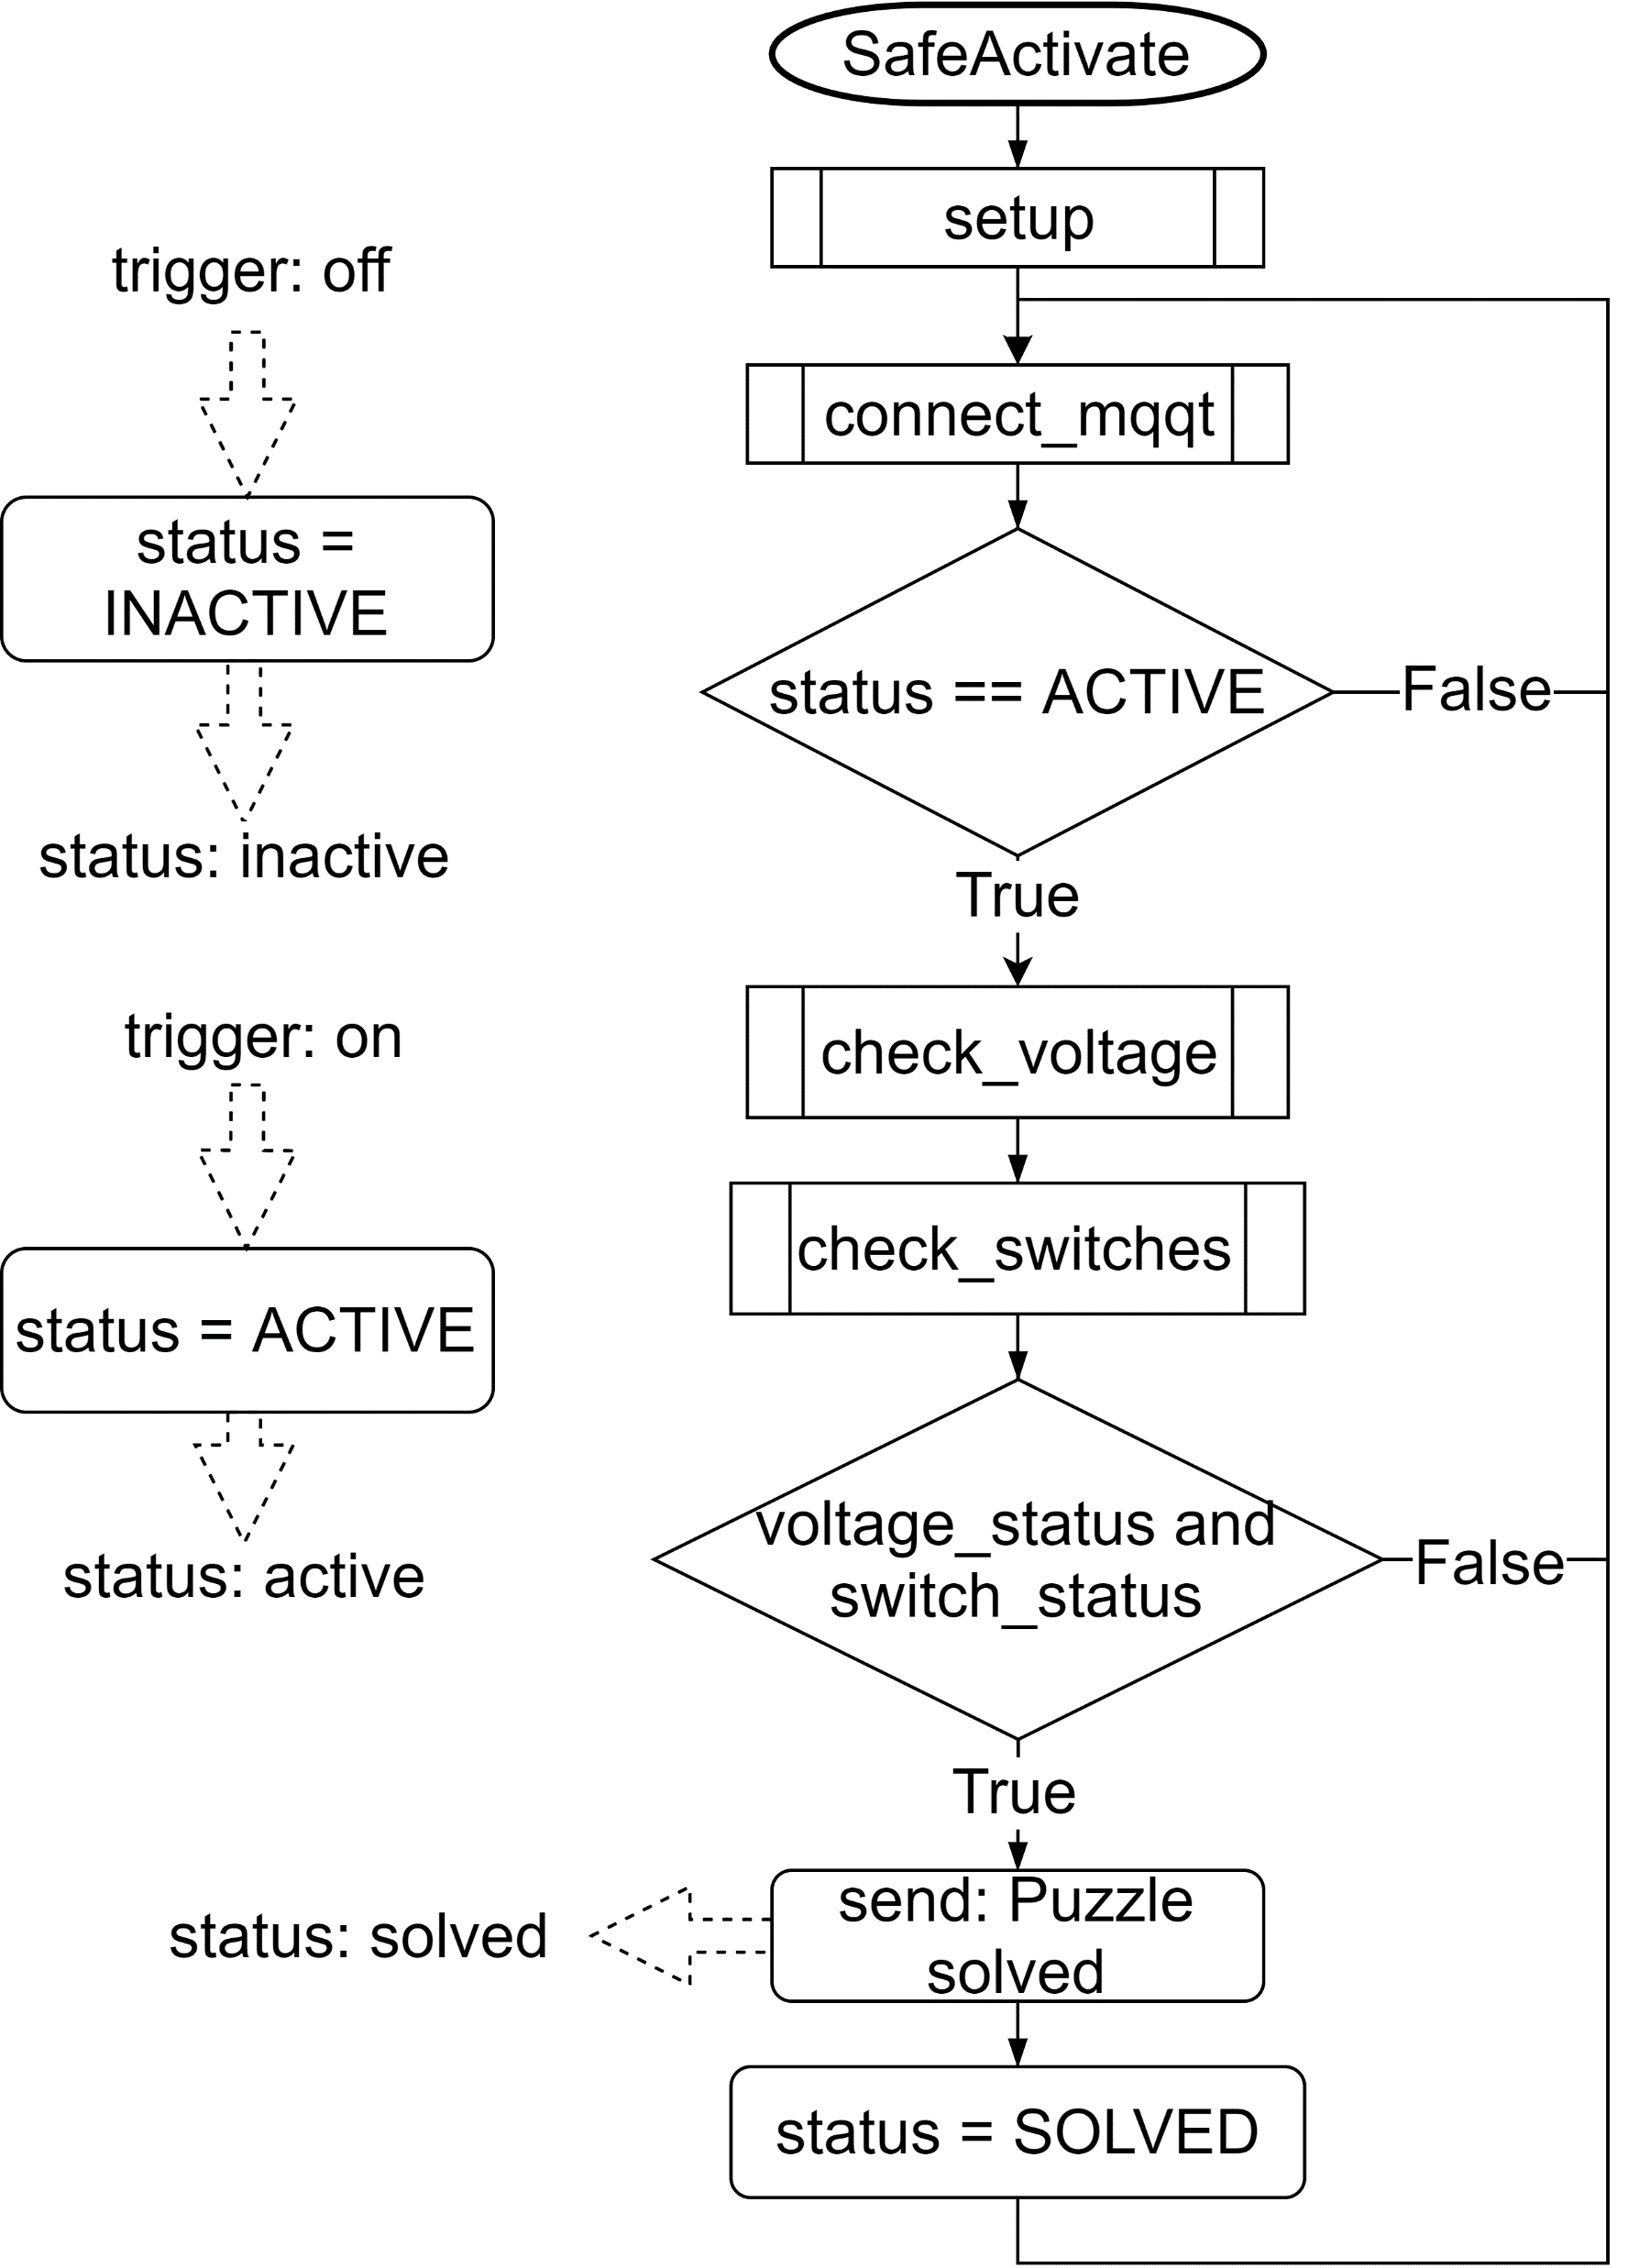 SafeActivate
setup
connect_mqqt
status == ACTIVE
False
True
check_voltage
check_switches
voltage_status and
switch_status
False
True
send: Puzzle
solved
status: solved
status = SOLVED
trigger: off
status =
INACTIVE
status: inactive
trigger: on
status = ACTIVE
status: active